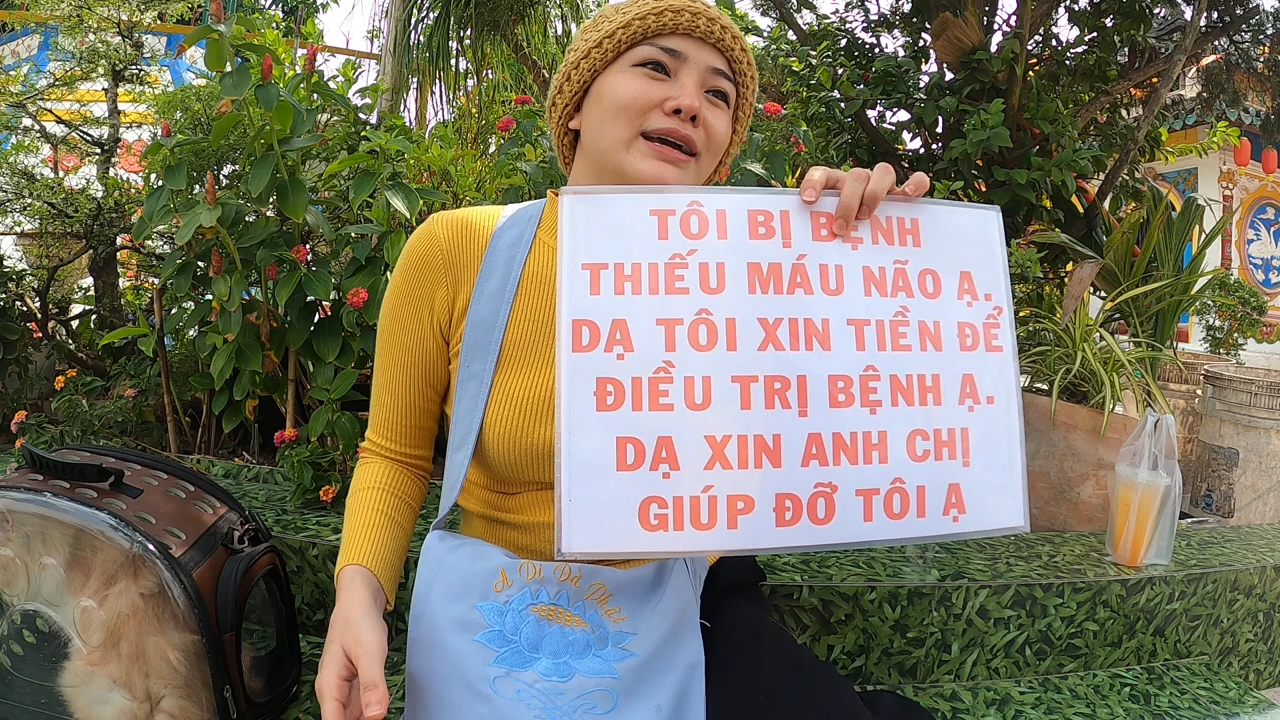 TÔI BỊ BỆNH
THIẾU MÁU NÃO Ạ.
DẠ TÔI XIN TIỀN ĐỂ
ĐIỀU TRỊ BỆNH Ạ.
DẠ XIN ANH CHỊ
GIÚP ĐỠ TÔI Ạ
A Di Đà Phật